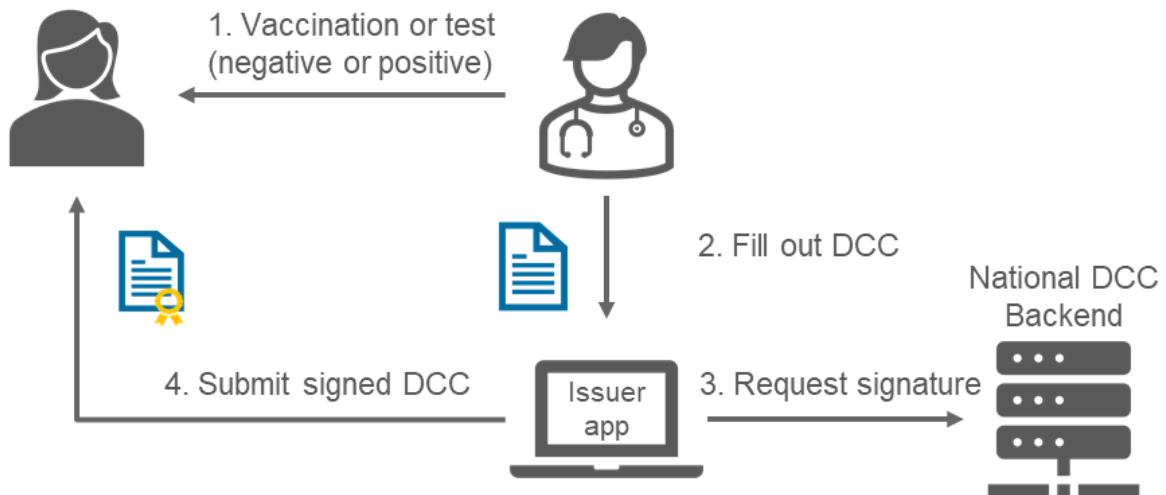 1. Vaccination or test
(negative or positive)
2. Fill out DCC
National DCC
Backend
4. Submit signed DCC
Issuer
app
3. Request signature